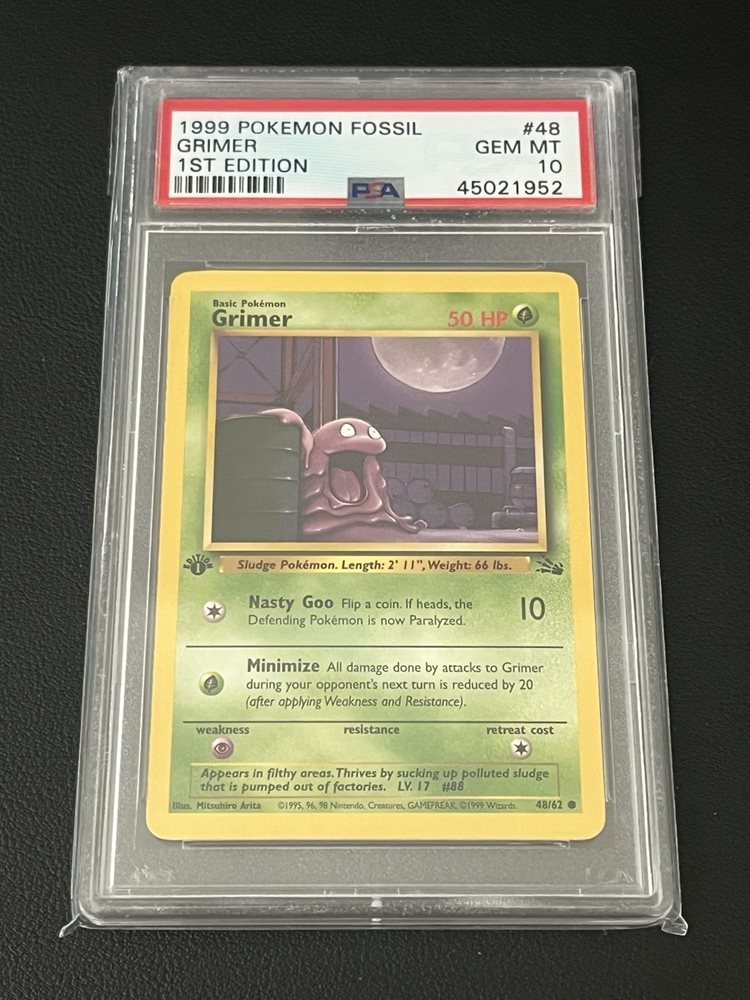 1999 POKEMON FOSSIL #48
GRIMER GEM MT
1ST EDITION 10
PSA 45021952
Basic Pokémon
Grimer 50 HP
EDITION 1
Sludge Pokémon. Length: 2' 11", Weight: 66 lbs.
Nasty Goo Flip a coin. If heads, the 10
Defending Pokémon is now Paralyzed.
Minimize All damage done by attacks to Grimer
during your opponent's next turn is reduced by 20
(after applying Weakness and Resistance).
weakness resistance retreat cost
Appears in filthy areas. Thrives by sucking up polluted sludge
that is pumped out of factories. LV. 17 #88
Illus. Mitsuhiro Arita ©1995, 96, 98 Nintendo, Creatures, GAMEFREAK. ©1999 Wizards. 48/62